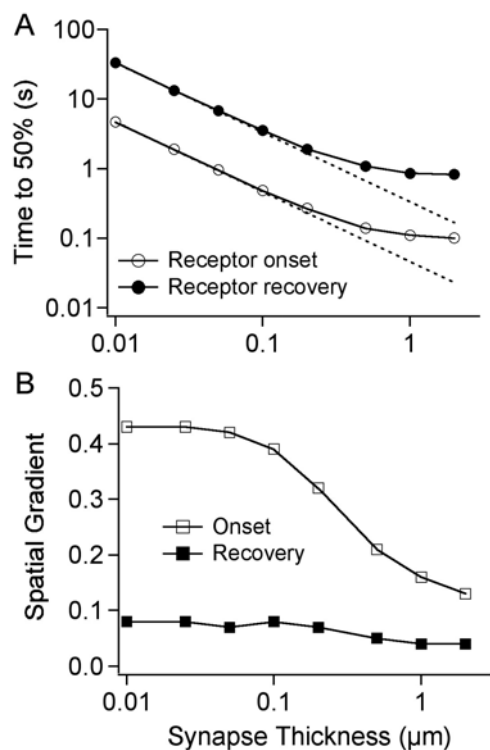 A
100
10
1
0.1
0.01
Time to 50% (s)
Receptor onset
Receptor recovery
0.01
0.1
1
B
0.5
0.4
0.3
0.2
0.1
0.0
Spatial Gradient
Onset
Recovery
0.01
0.1
1
Synapse Thickness (µm)